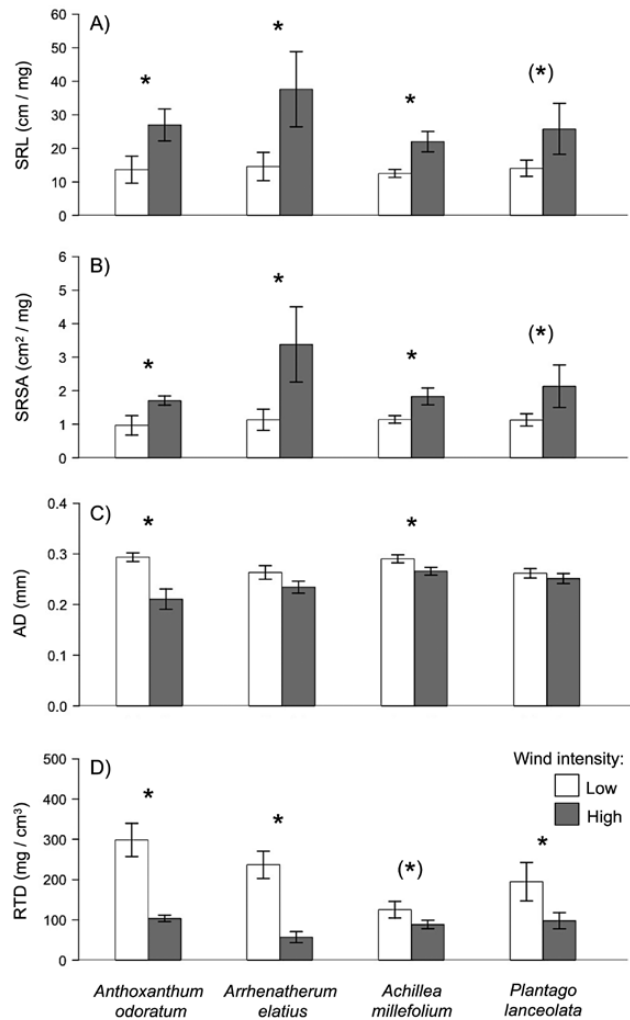 A)
SRL (cm / mg)
60
50
40
30
20
10
0
*
*
*
(*)
B)
SRSA (cm² / mg)
6
5
4
3
2
1
0
*
*
*
(*)
C)
AD (mm)
0.4
0.3
0.2
0.1
0.0
*
*
D)
RTD (mg / cm³)
500
400
300
200
100
0
*
*
(*)
*
Wind intensity:
Low
High
Anthoxanthum
odoratum
Arrhenatherum
elatius
Achillea
millefolium
Plantago
lanceolata